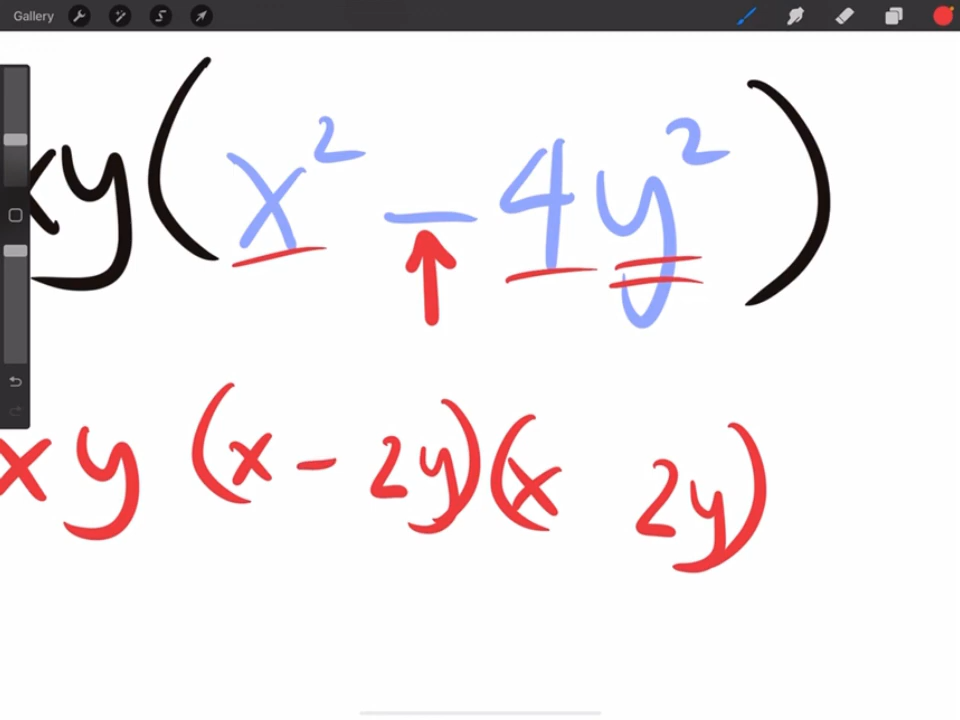 Gallery
xy(x² - 4y²)
xy (x - 2y)(x 2y)